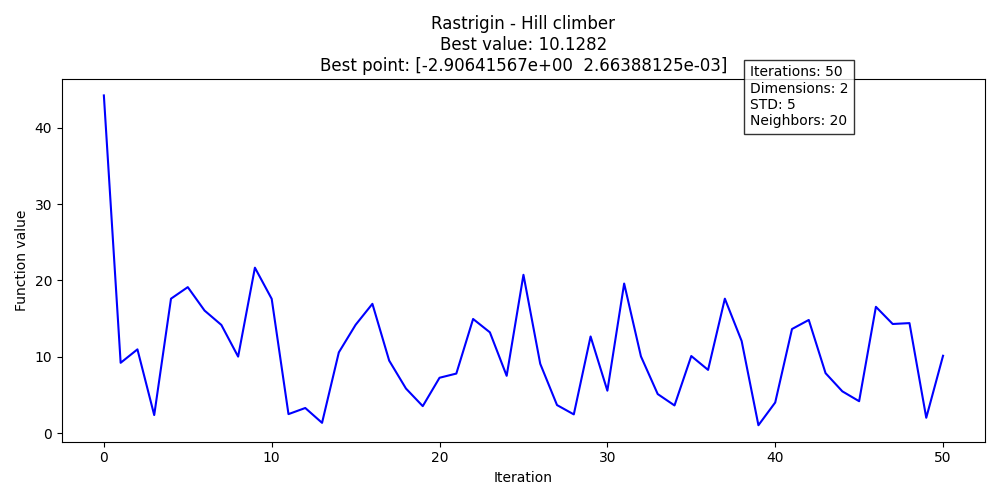 Rastrigin - Hill climber
Best value: 10.1282
Best point: [-2.90641567e+00  2.66388125e-03]
Iterations: 50
Dimensions: 2
STD: 5
Neighbors: 20
Function value
40
30
20
10
0
0 10 20 30 40 50
Iteration